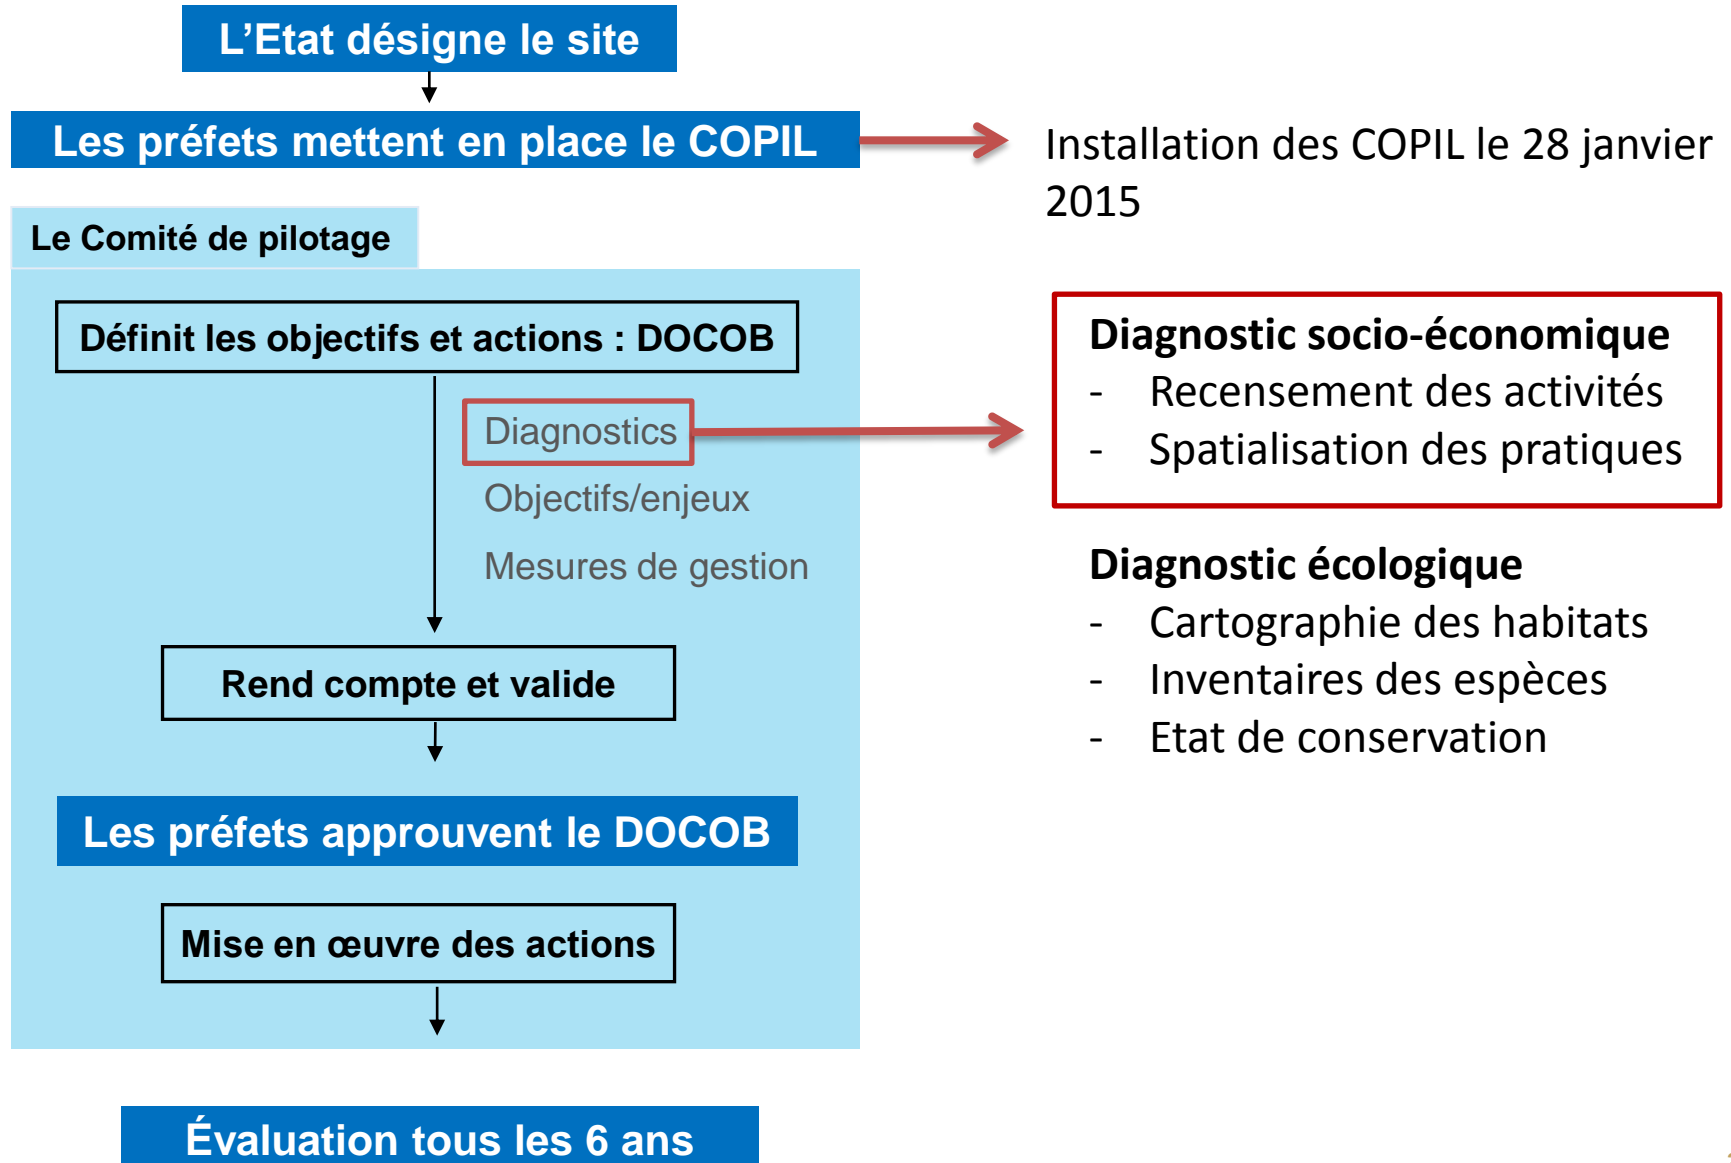 L’Etat désigne le site
Les préfets mettent en place le COPIL
Installation des COPIL le 28 janvier
2015
Le Comité de pilotage
Définit les objectifs et actions : DOCOB
Diagnostics
Objectifs/enjeux
Mesures de gestion
Rend compte et valide
Les préfets approuvent le DOCOB
Mise en œuvre des actions
Évaluation tous les 6 ans
Diagnostic socio-économique
- Recensement des activités
- Spatialisation des pratiques
Diagnostic écologique
- Cartographie des habitats
- Inventaires des espèces
- Etat de conservation